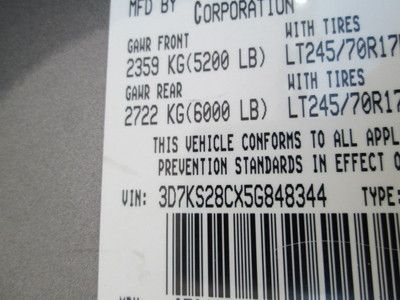 MFD BY CORPORATION
GAWR FRONT WITH TIRES
2359 KG(5200 LB) LT245/70R17
GAWR REAR WITH TIRES
2722 KG(6000 LB) LT245/70R17
THIS VEHICLE CONFORMS TO ALL APPL
PREVENTION STANDARDS IN EFFECT O
VIN: 3D7KS28CX5G848344 TYPE: